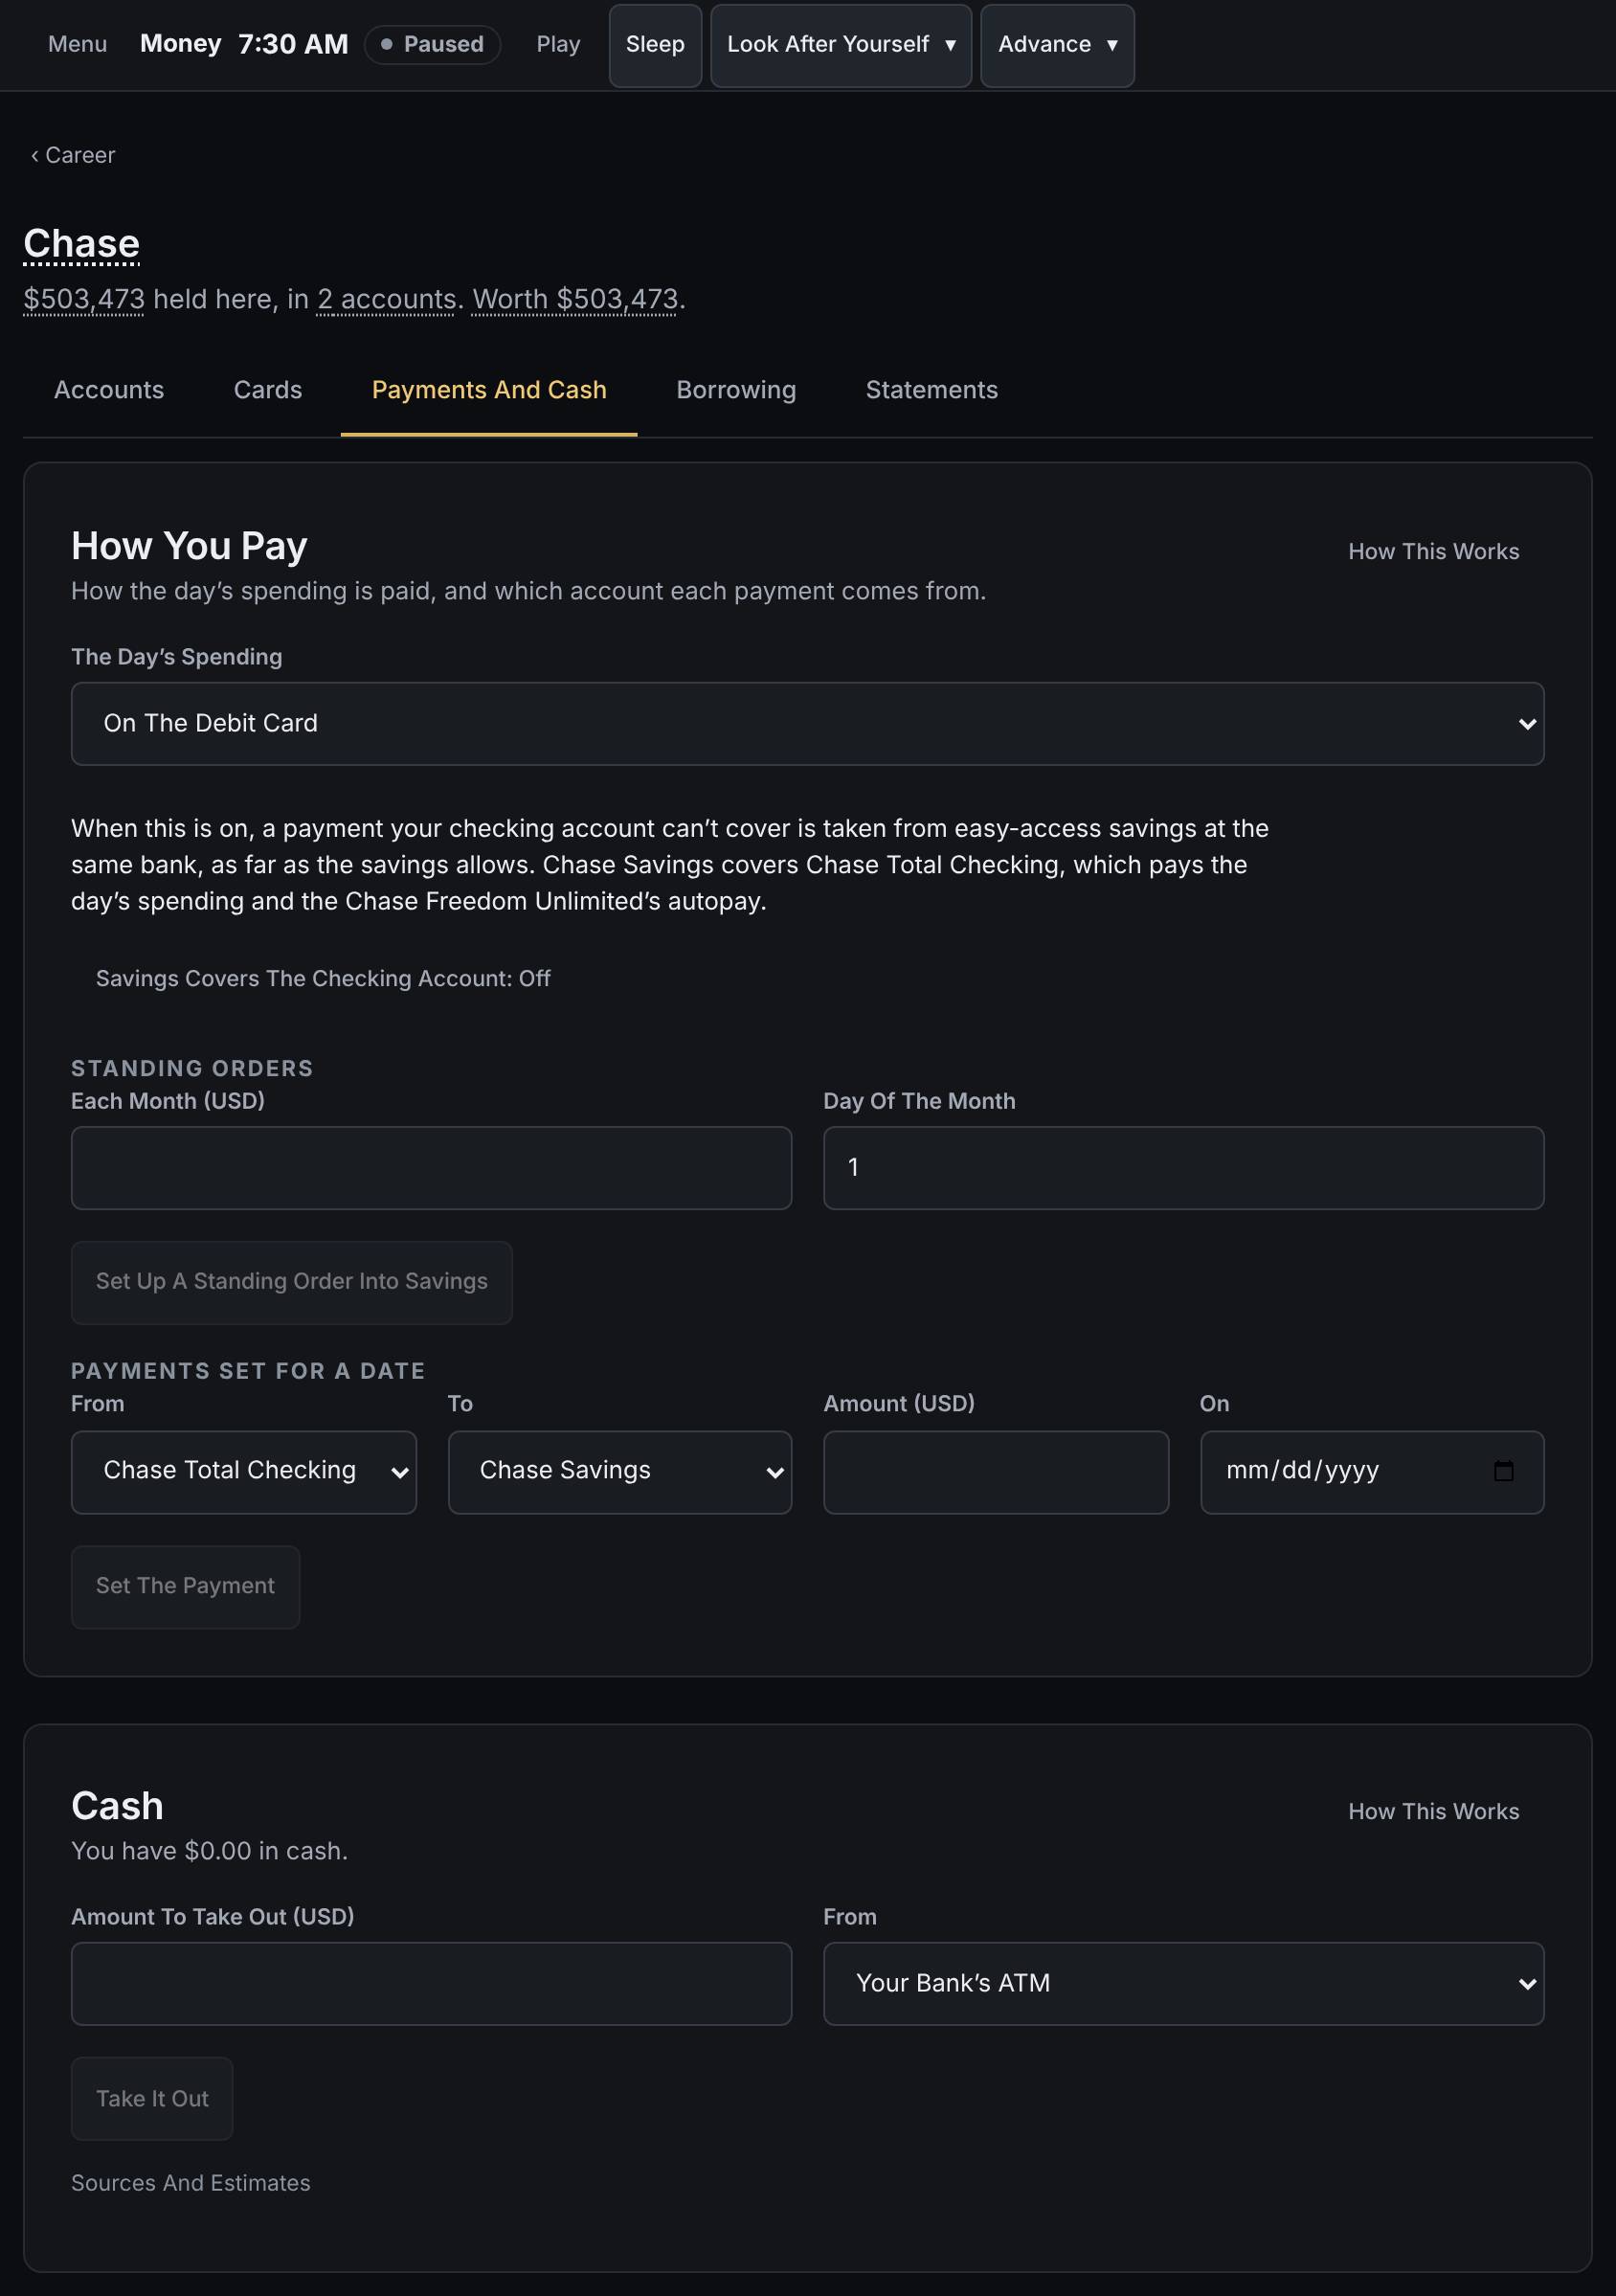 Menu Money 7:30 AM Paused Play Sleep Look After Yourself ▾ Advance ▾
‹ Career
Chase
$503,473 held here, in 2 accounts. Worth $503,473.
Accounts Cards Payments And Cash Borrowing Statements
How You Pay
How This Works
How the day’s spending is paid, and which account each payment comes from.
The Day’s Spending
On The Debit Card
When this is on, a payment your checking account can’t cover is taken from easy-access savings at the
same bank, as far as the savings allows. Chase Savings covers Chase Total Checking, which pays the
day’s spending and the Chase Freedom Unlimited’s autopay.
Savings Covers The Checking Account: Off
STANDING ORDERS
Each Month (USD) Day Of The Month
1
Set Up A Standing Order Into Savings
PAYMENTS SET FOR A DATE
From To Amount (USD) On
Chase Total Checking Chase Savings mm/dd/yyyy
Set The Payment
Cash
How This Works
You have $0.00 in cash.
Amount To Take Out (USD) From
Your Bank’s ATM
Take It Out
Sources And Estimates